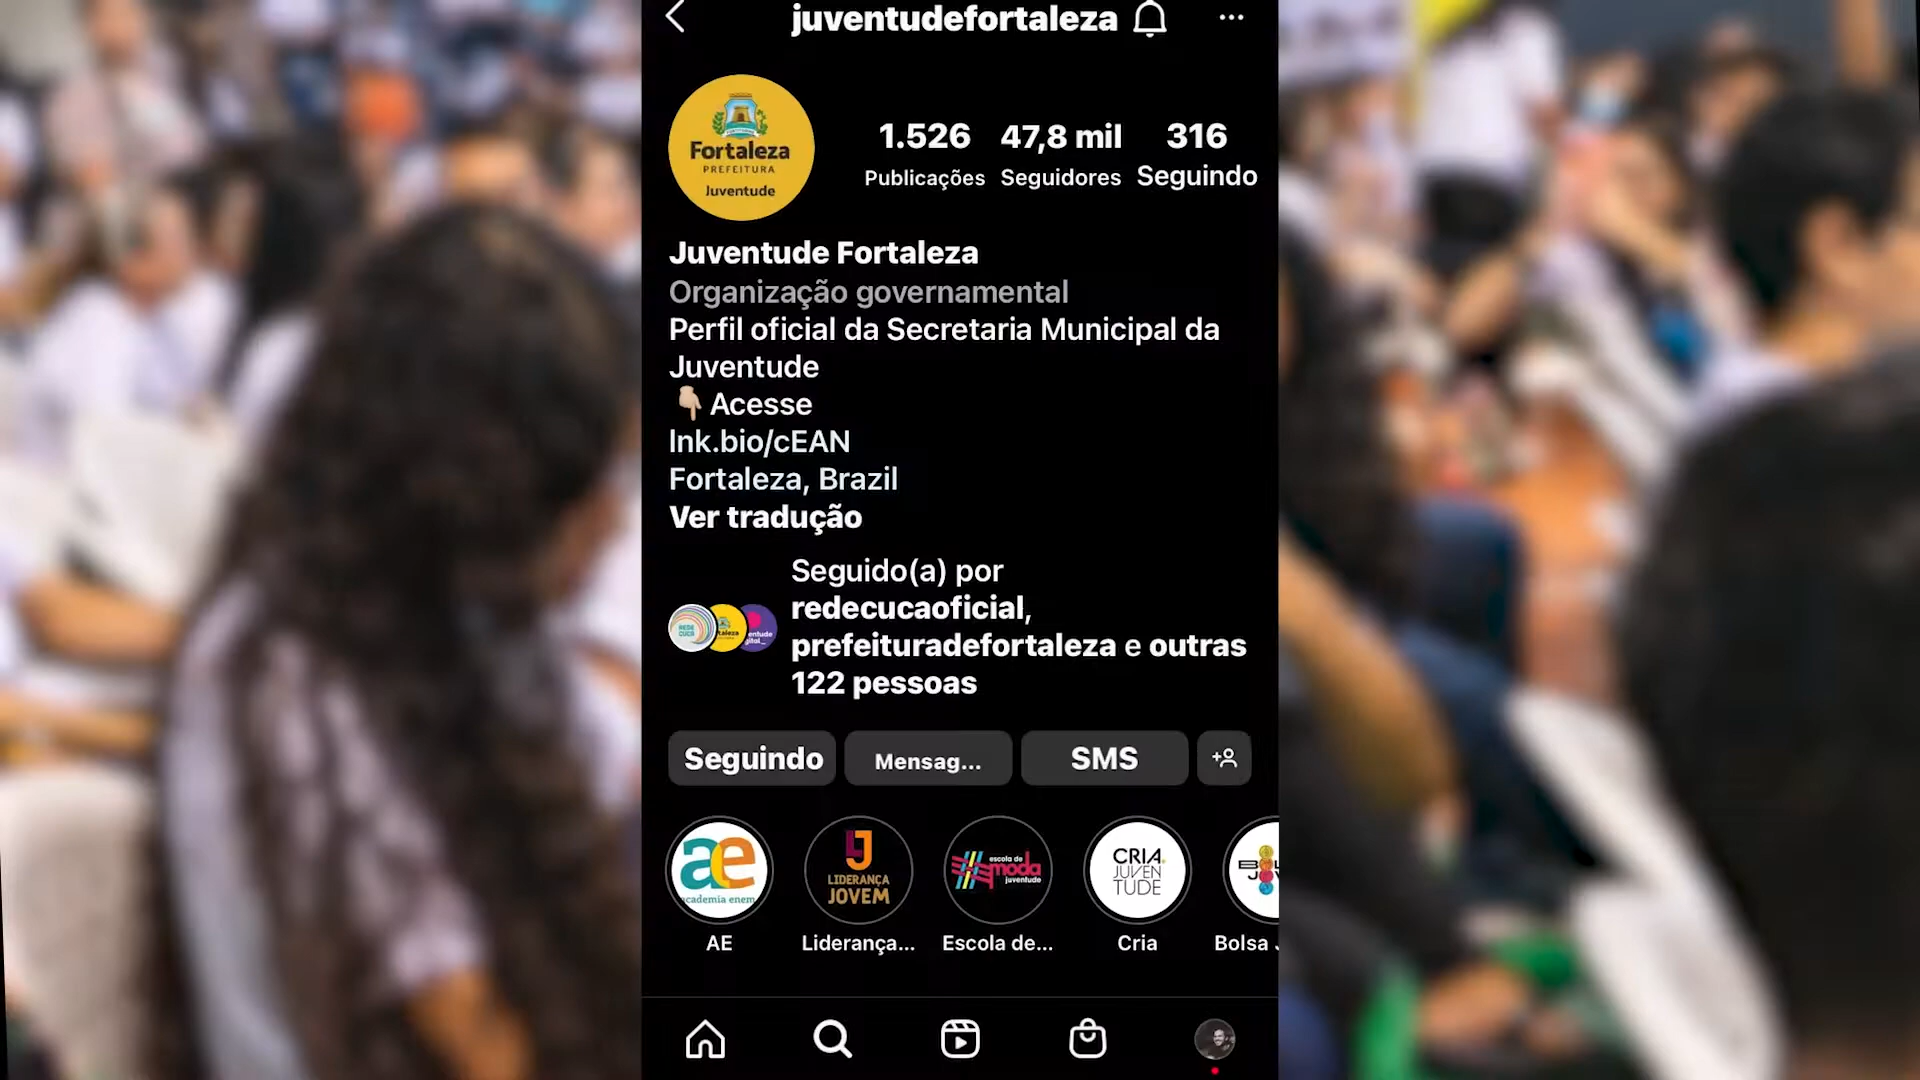 juventudefortaleza
Fortaleza
PREFEITURA
Juventude
1.526 47,8 mil 316
Publicações Seguidores Seguindo
Juventude Fortaleza
Organização governamental
Perfil oficial da Secretaria Municipal da
Juventude
Acesse
lnk.bio/cEAN
Fortaleza, Brazil
Ver tradução
Seguido(a) por
redecucaoficial,
prefeituradefortaleza e outras
122 pessoas
REDE
CUCA
Seguindo Mensag... SMS
ae
academia enem
LJ
LIDERANÇA
JOVEM
escola de
moda
juventude
CRIA.
JUVEN
TUDE
AE Liderança... Escola de... Cria Bolsa